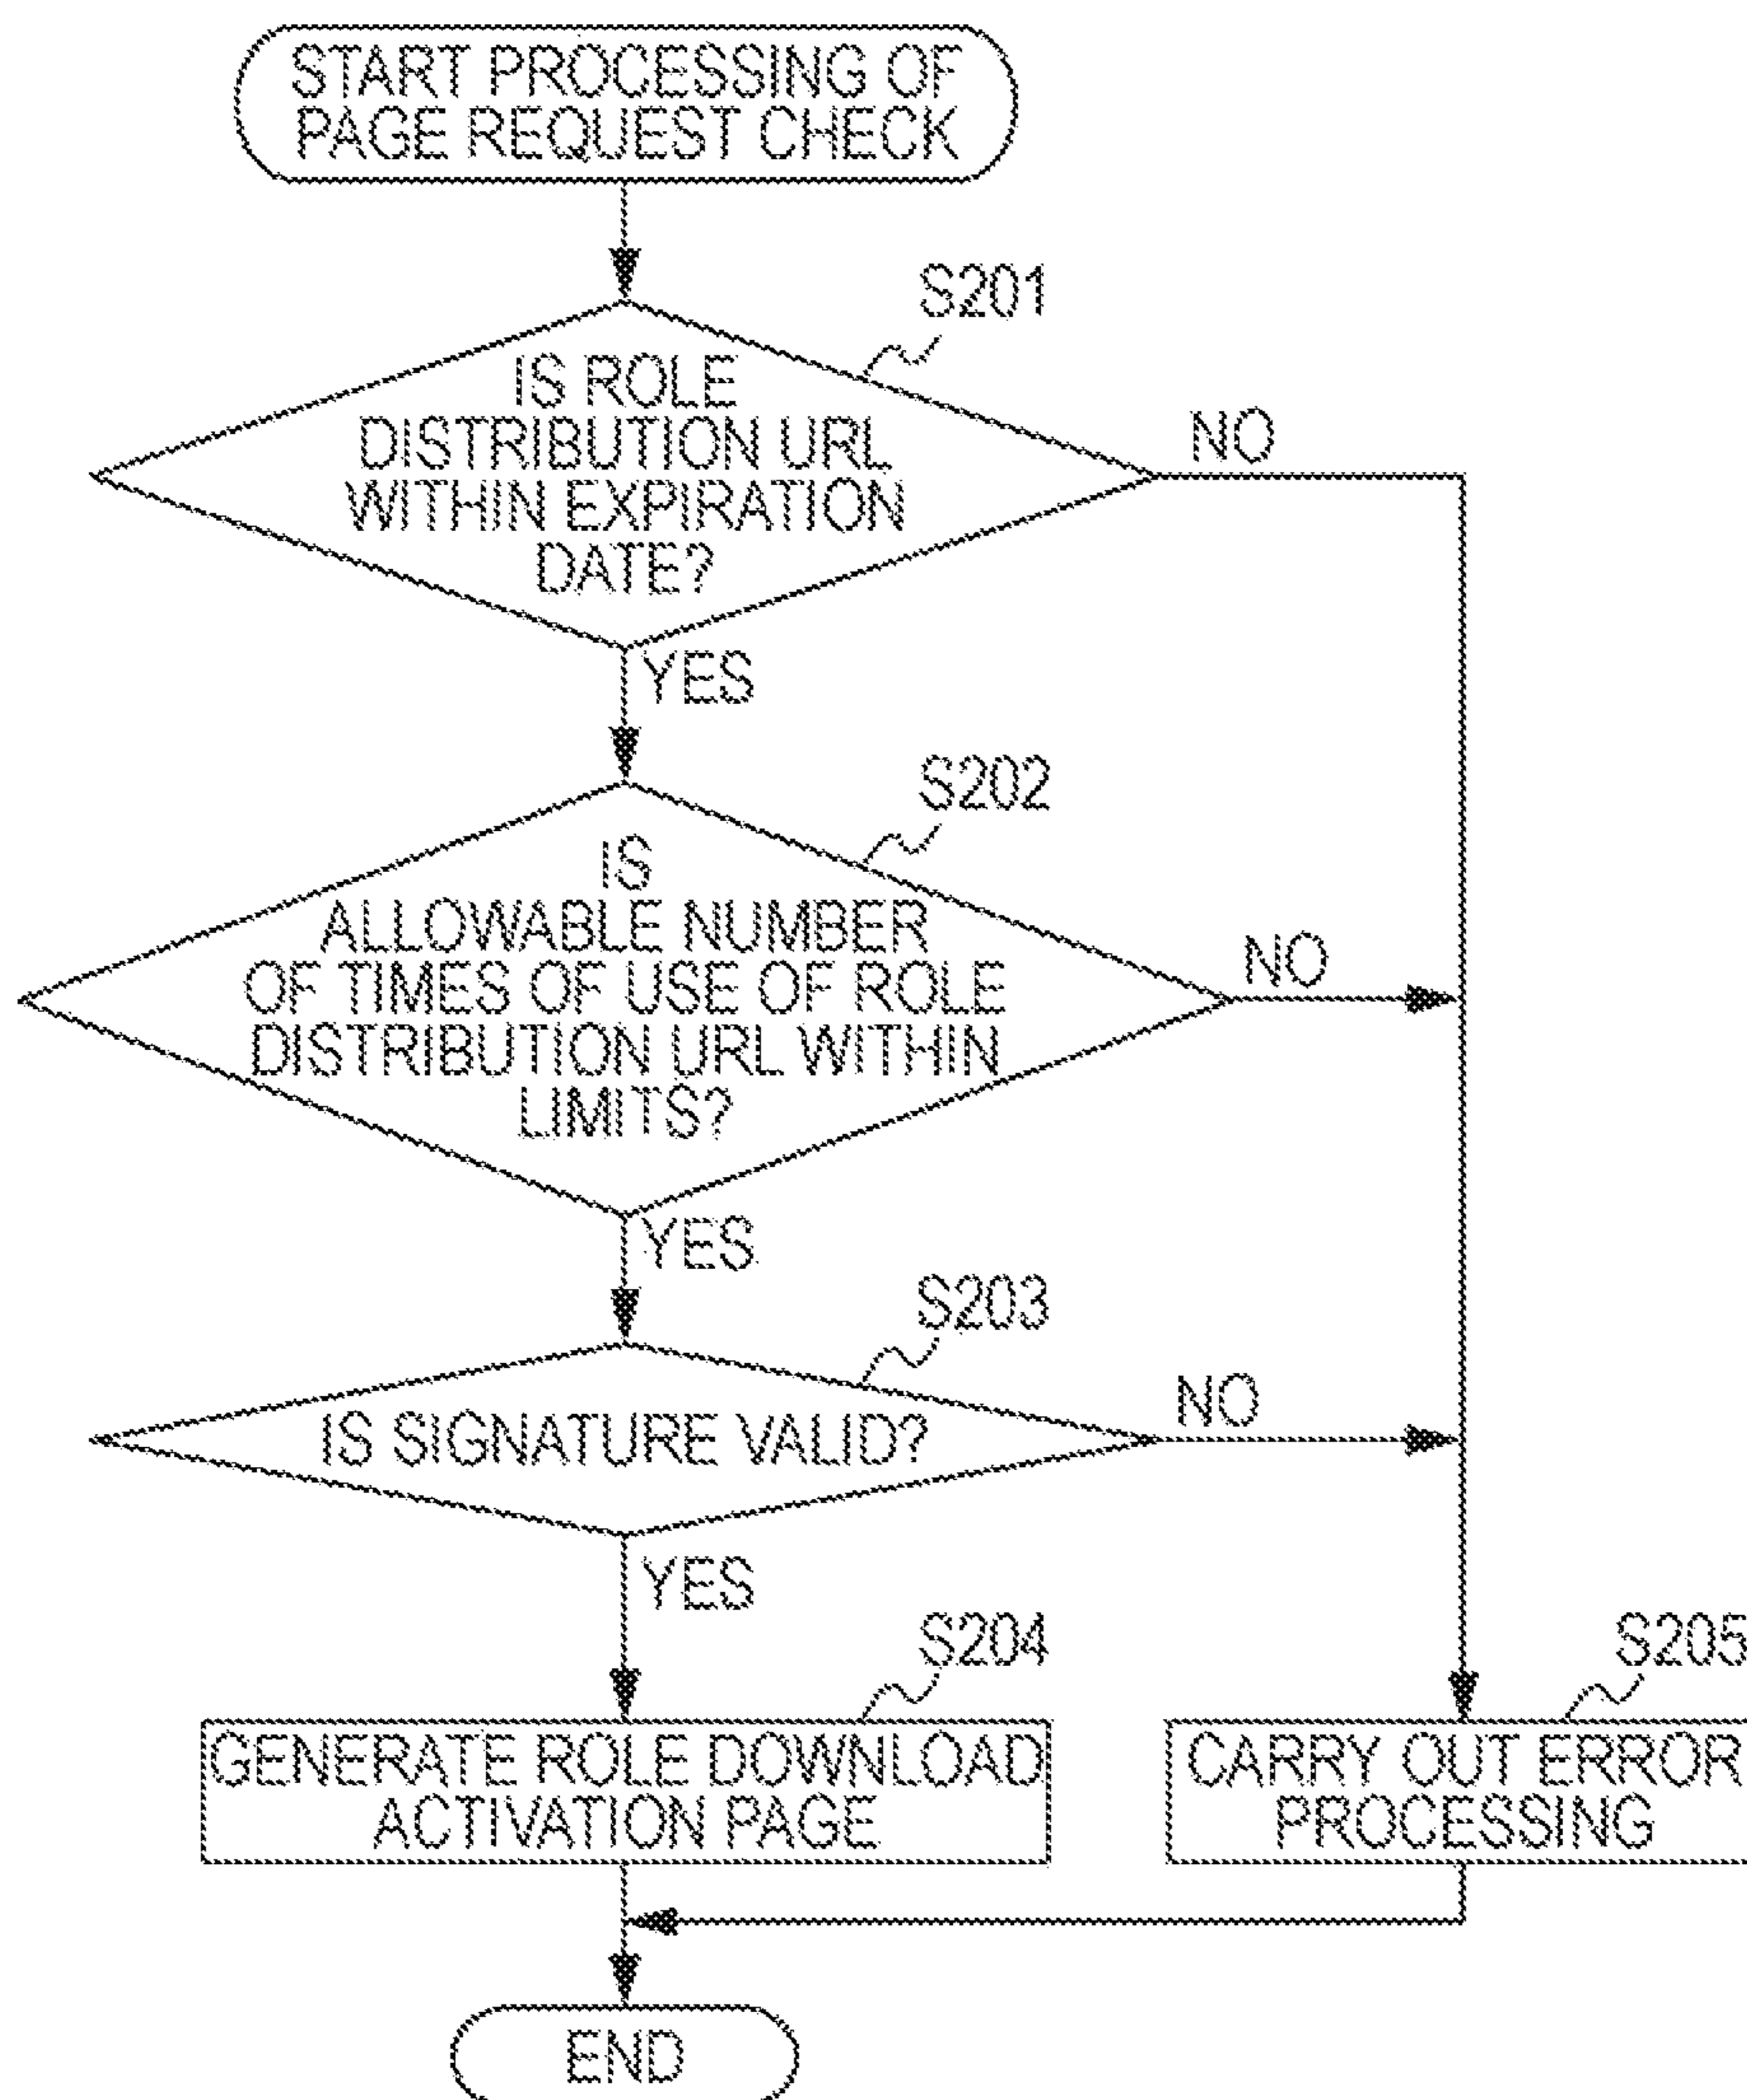 START PROCESSING OF
PAGE REQUEST CHECK
S201
IS ROLE
DISTRIBUTION URL
WITHIN EXPIRATION
DATE?
NO
YES
S202
IS
ALLOWABLE NUMBER
OF TIMES OF USE OF ROLE
DISTRIBUTION URL WITHIN
LIMITS?
NO
YES
S203
IS SIGNATURE VALID?
NO
YES
S204
GENERATE ROLE DOWNLOAD
ACTIVATION PAGE
S205
CARRY OUT ERROR
PROCESSING
END